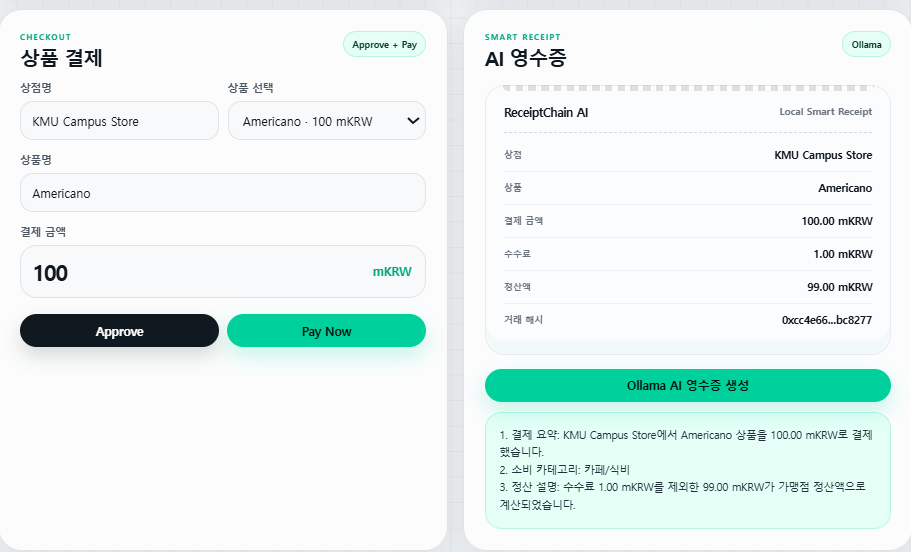 CHECKOUT
상품 결제
Approve + Pay
상점명
상품 선택
KMU Campus Store
Americano · 100 mKRW
상품명
Americano
결제 금액
100
mKRW
Approve
Pay Now
SMART RECEIPT
AI 영수증
Ollama
ReceiptChain AI
Local Smart Receipt
상점
KMU Campus Store
상품
Americano
결제 금액
100.00 mKRW
수수료
1.00 mKRW
정산액
99.00 mKRW
거래 해시
0xcc4e66...bc8277
Ollama AI 영수증 생성
1. 결제 요약: KMU Campus Store에서 Americano 상품을 100.00 mKRW로 결제
했습니다.
2. 소비 카테고리: 카페/식비
3. 정산 설명: 수수료 1.00 mKRW를 제외한 99.00 mKRW가 가맹점 정산액으로
계산되었습니다.